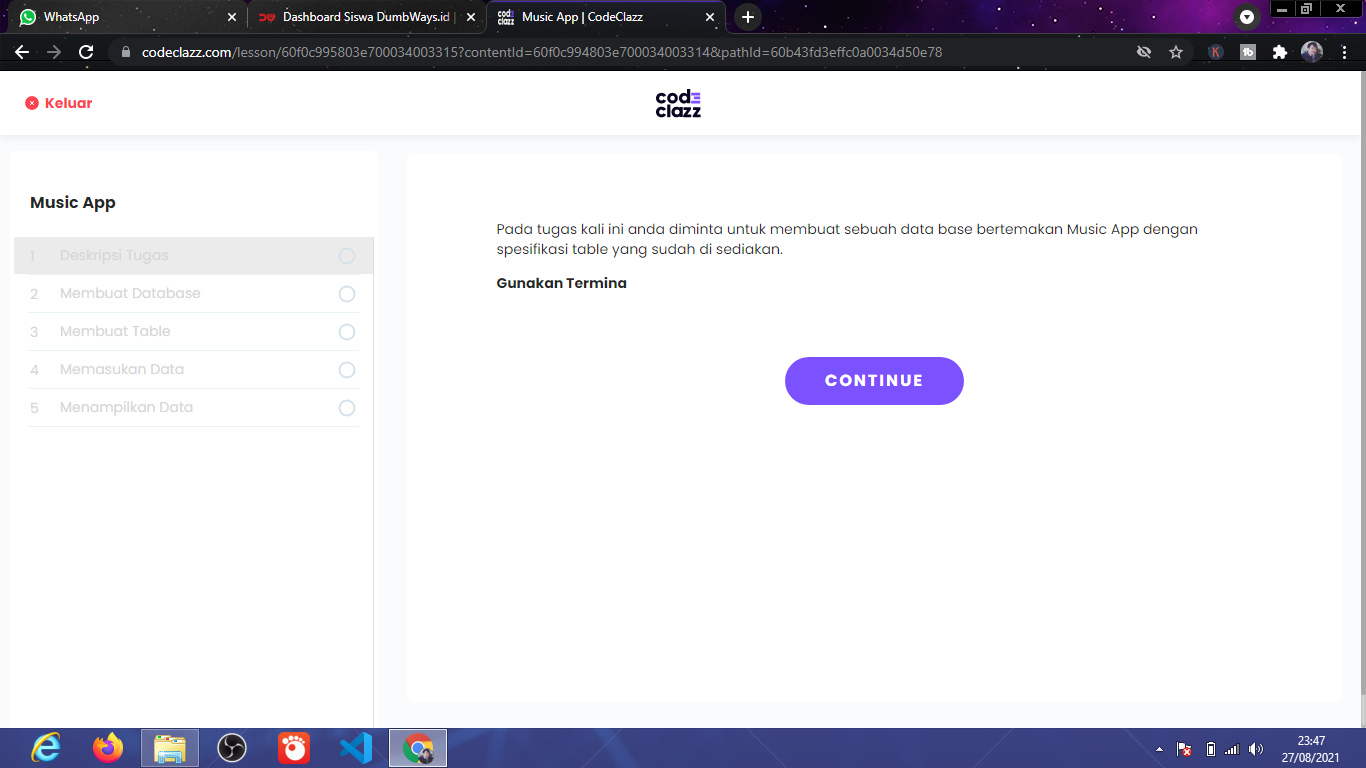 WhatsApp
Dashboard Siswa DumbWays.id |
Music App | CodeClazz
codeclazz.com/lesson/60f0c995803e700034003315?contentId=60f0c994803e700034003314&pathId=60b43fd3effc0a0034d50e78
Keluar
code
clazz
Music App
1 Deskripsi Tugas
2 Membuat Database
3 Membuat Table
4 Memasukan Data
5 Menampilkan Data
Pada tugas kali ini anda diminta untuk membuat sebuah data base bertemakan Music App dengan
spesifikasi table yang sudah di sediakan.
Gunakan Termina
CONTINUE
23:47
27/08/2021